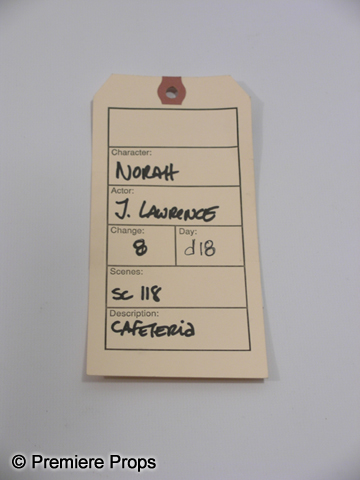 Character:
NORAH
Actor:
J. LAWRENCE
Change: Day:
8 d18
Scenes:
SC 118
Description:
CAFETERIA
© Premiere Props